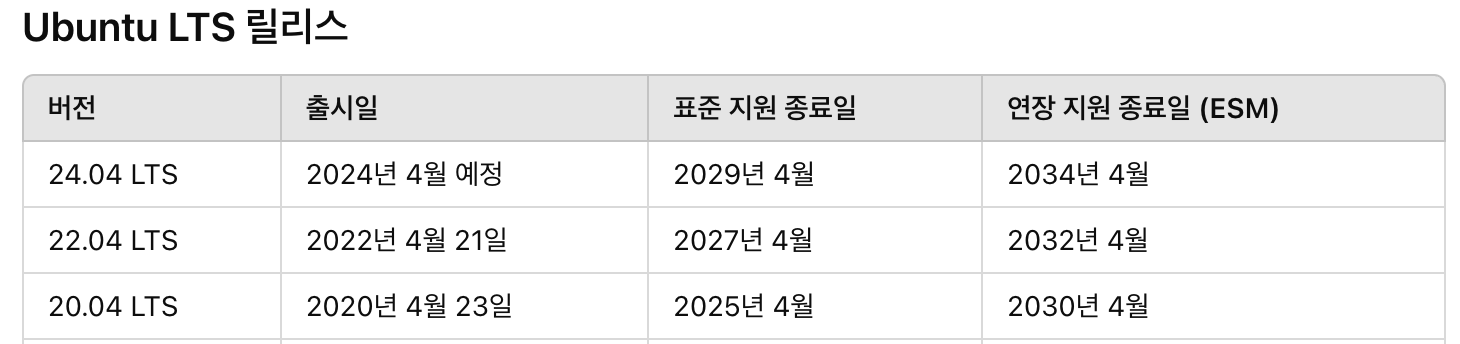 Ubuntu LTS 릴리스
버전 출시일 표준 지원 종료일 연장 지원 종료일 (ESM)
24.04 LTS 2024년 4월 예정 2029년 4월 2034년 4월
22.04 LTS 2022년 4월 21일 2027년 4월 2032년 4월
20.04 LTS 2020년 4월 23일 2025년 4월 2030년 4월